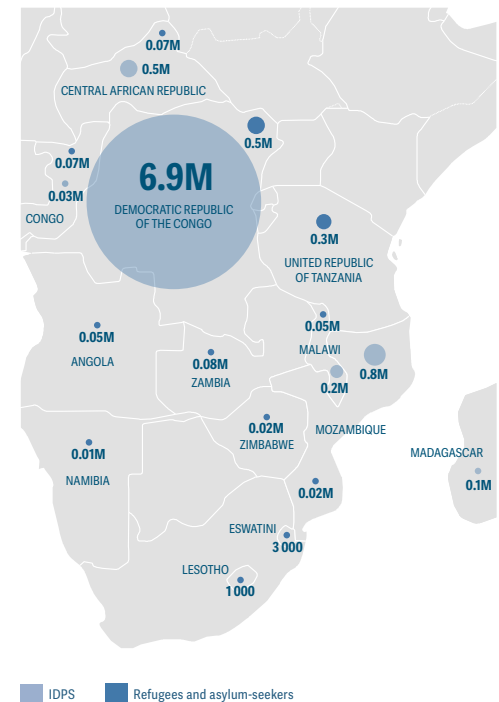 0.07M
0.5M
CENTRAL AFRICAN REPUBLIC
0.5M
0.07M
0.03M
CONGO
6.9M
DEMOCRATIC REPUBLIC
OF THE CONGO
0.3M
UNITED REPUBLIC
OF TANZANIA
0.05M
ANGOLA
0.08M
ZAMBIA
0.05M
MALAWI
0.8M
0.2M
MOZAMBIQUE
0.02M
ZIMBABWE
0.01M
NAMIBIA
MADAGASCAR
0.1M
0.02M
ESWATINI
3 000
LESOTHO
1 000
IDPS
Refugees and asylum-seekers